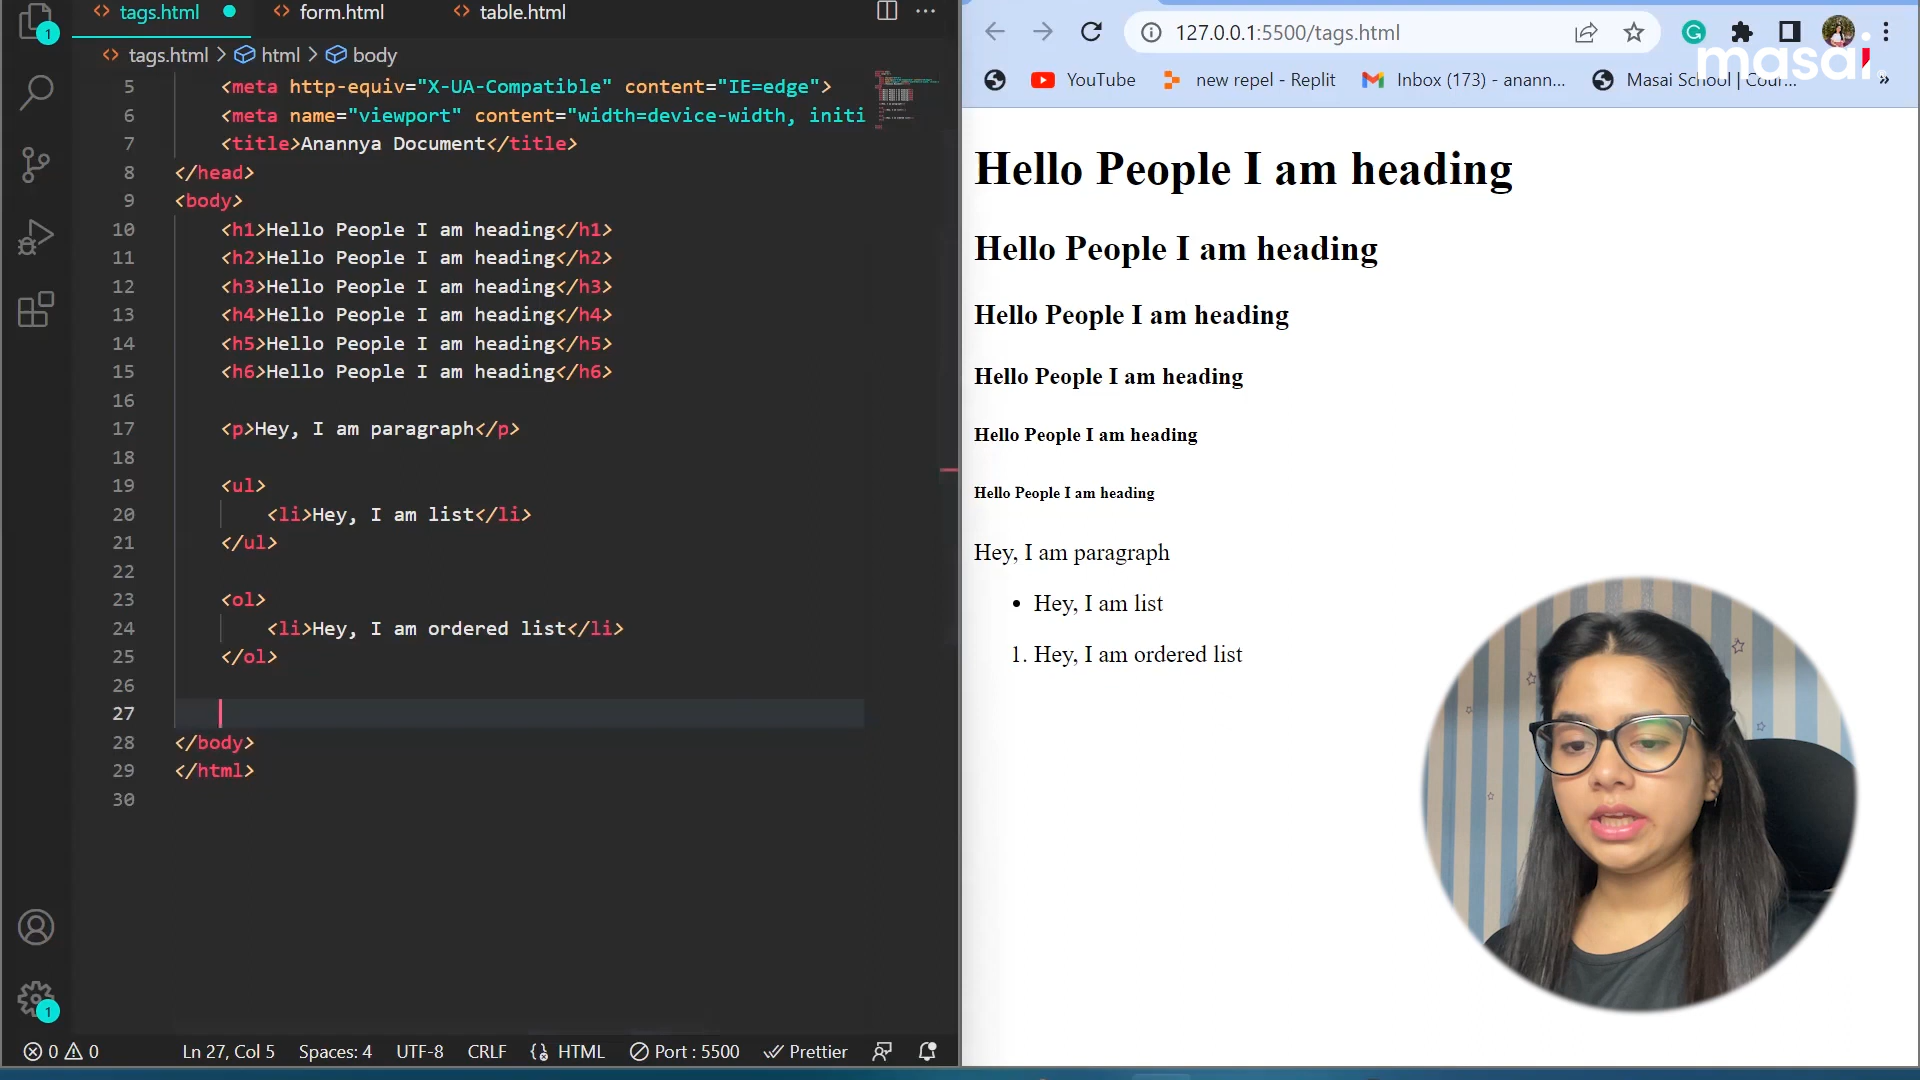 tags.html form.html table.html
tags.html > html > body
5 <meta http-equiv="X-UA-Compatible" content="IE=edge">
6 <meta name="viewport" content="width=device-width, initi
7 <title>Anannya Document</title>
8 </head>
9 <body>
10 <h1>Hello People I am heading</h1>
11 <h2>Hello People I am heading</h2>
12 <h3>Hello People I am heading</h3>
13 <h4>Hello People I am heading</h4>
14 <h5>Hello People I am heading</h5>
15 <h6>Hello People I am heading</h6>
16
17 <p>Hey, I am paragraph</p>
18
19 <ul>
20 <li>Hey, I am list</li>
21 </ul>
22
23 <ol>
24 <li>Hey, I am ordered list</li>
25 </ol>
26
27
28 </body>
29 </html>
30
1
1
0 0 Ln 27, Col 5 Spaces: 4 UTF-8 CRLF HTML Port : 5500 Prettier
127.0.0.1:5500/tags.html
masai.
YouTube new repel - Replit Inbox (173) - anann... Masai School | Cour... »
Hello People I am heading
Hello People I am heading
Hello People I am heading
Hello People I am heading
Hello People I am heading
Hello People I am heading
Hey, I am paragraph
• Hey, I am list
1. Hey, I am ordered list